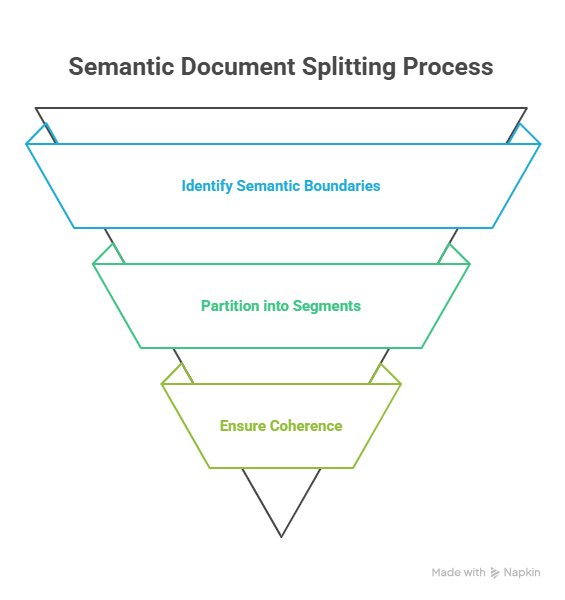 Semantic Document Splitting Process
Identify Semantic Boundaries
Partition into Segments
Ensure Coherence
Made with Napkin